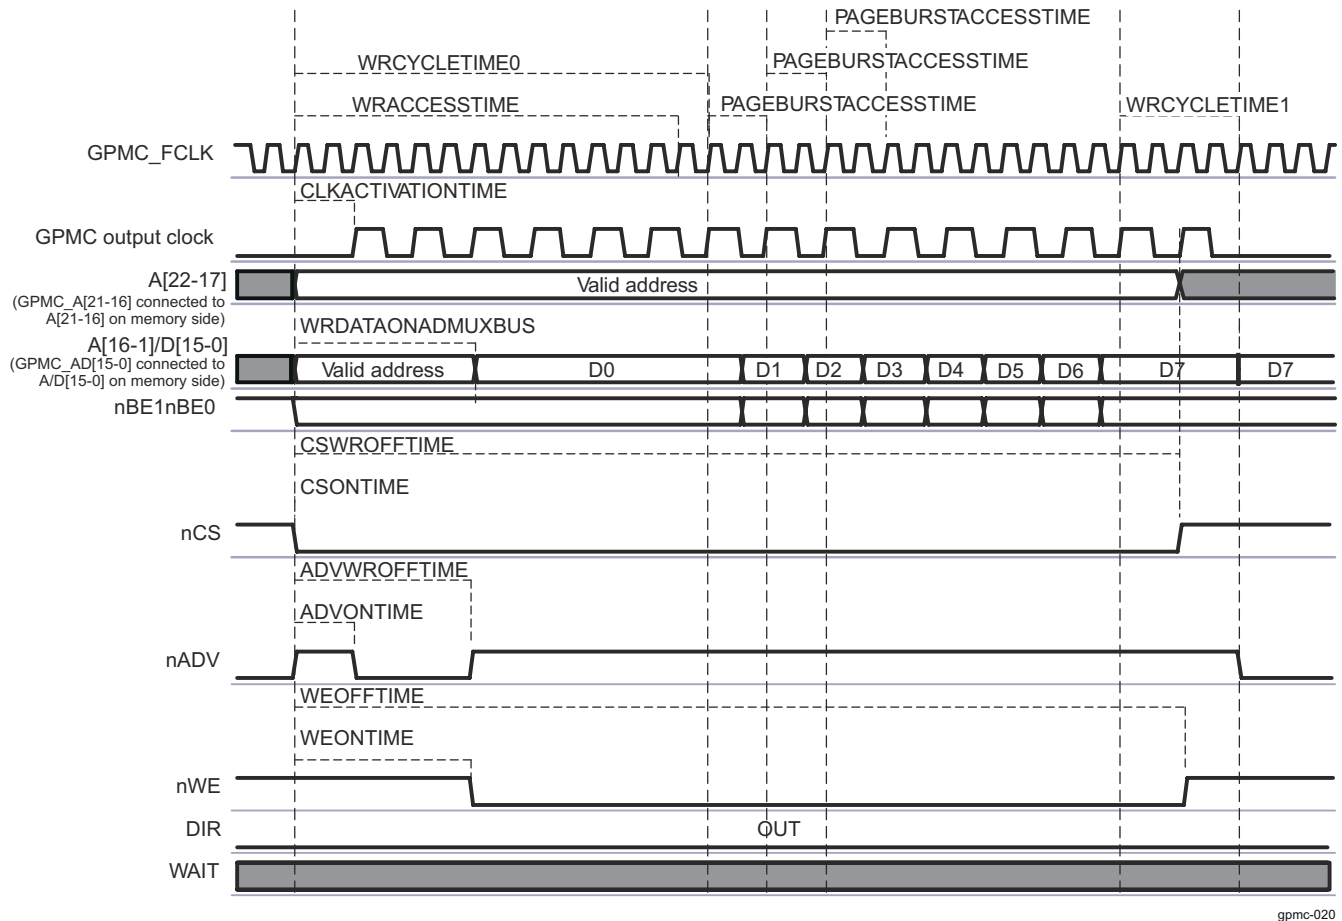 PAGEBURSTACCESSTIME
WRCYCLETIME0
PAGEBURSTACCESSTIME
WRACCESSTIME
PAGEBURSTACCESSTIME
WRCYCLETIME1
GPMC_FCLK
CLKACTIVATIONTIME
GPMC output clock
A[22-17]
Valid address
(GPMC_A[21-16] connected to
A[21-16] on memory side)
WRDATAONADMUXBUS
A[16-1]/D[15-0]
(GPMC_AD[15-0] connected to
A/D[15-0] on memory side)
Valid address D0 D1 D2 D3 D4 D5 D6 D7 D7
nBE1nBE0
CSWROFFTIME
CSONTIME
nCS
ADVWROFFTIME
ADVONTIME
nADV
WEOFFTIME
WEONTIME
nWE
DIR OUT
WAIT
gpmc-020